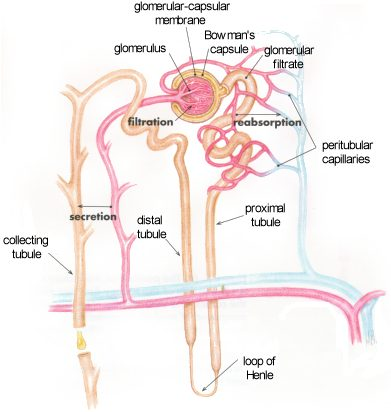 glomerular-capsular
membrane
glomerulus
Bowman's
capsule
glomerular
filtrate
filtration
reabsorption
peritubular
capillaries
secretion
distal
tubule
proximal
tubule
collecting
tubule
loop of
Henle